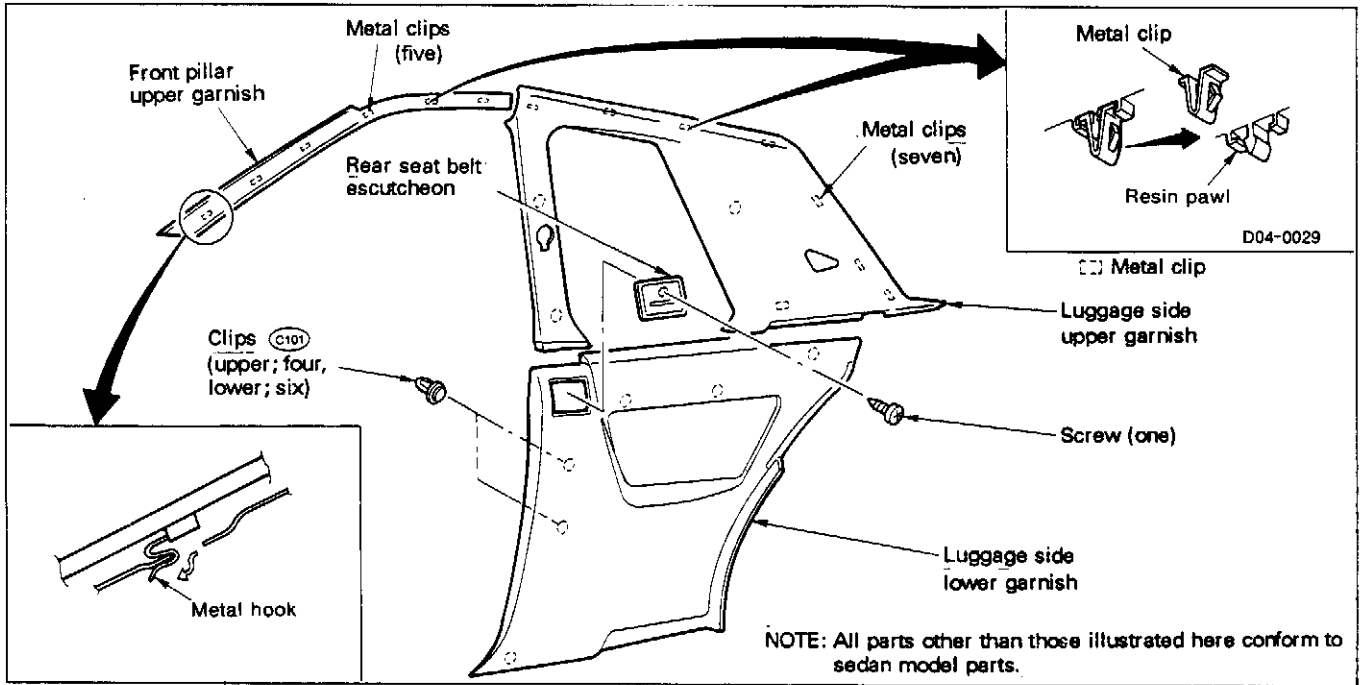 Metal clips
(five)
Front pillar
upper garnish
Rear seat belt
escutcheon
Metal clips
(seven)
Metal clip
Resin pawl
D04-0029
Metal clip
Luggage side
upper garnish
Clips C101
(upper; four,
lower; six)
Screw (one)
Luggage side
lower garnish
Metal hook
NOTE: All parts other than those illustrated here conform to
sedan model parts.